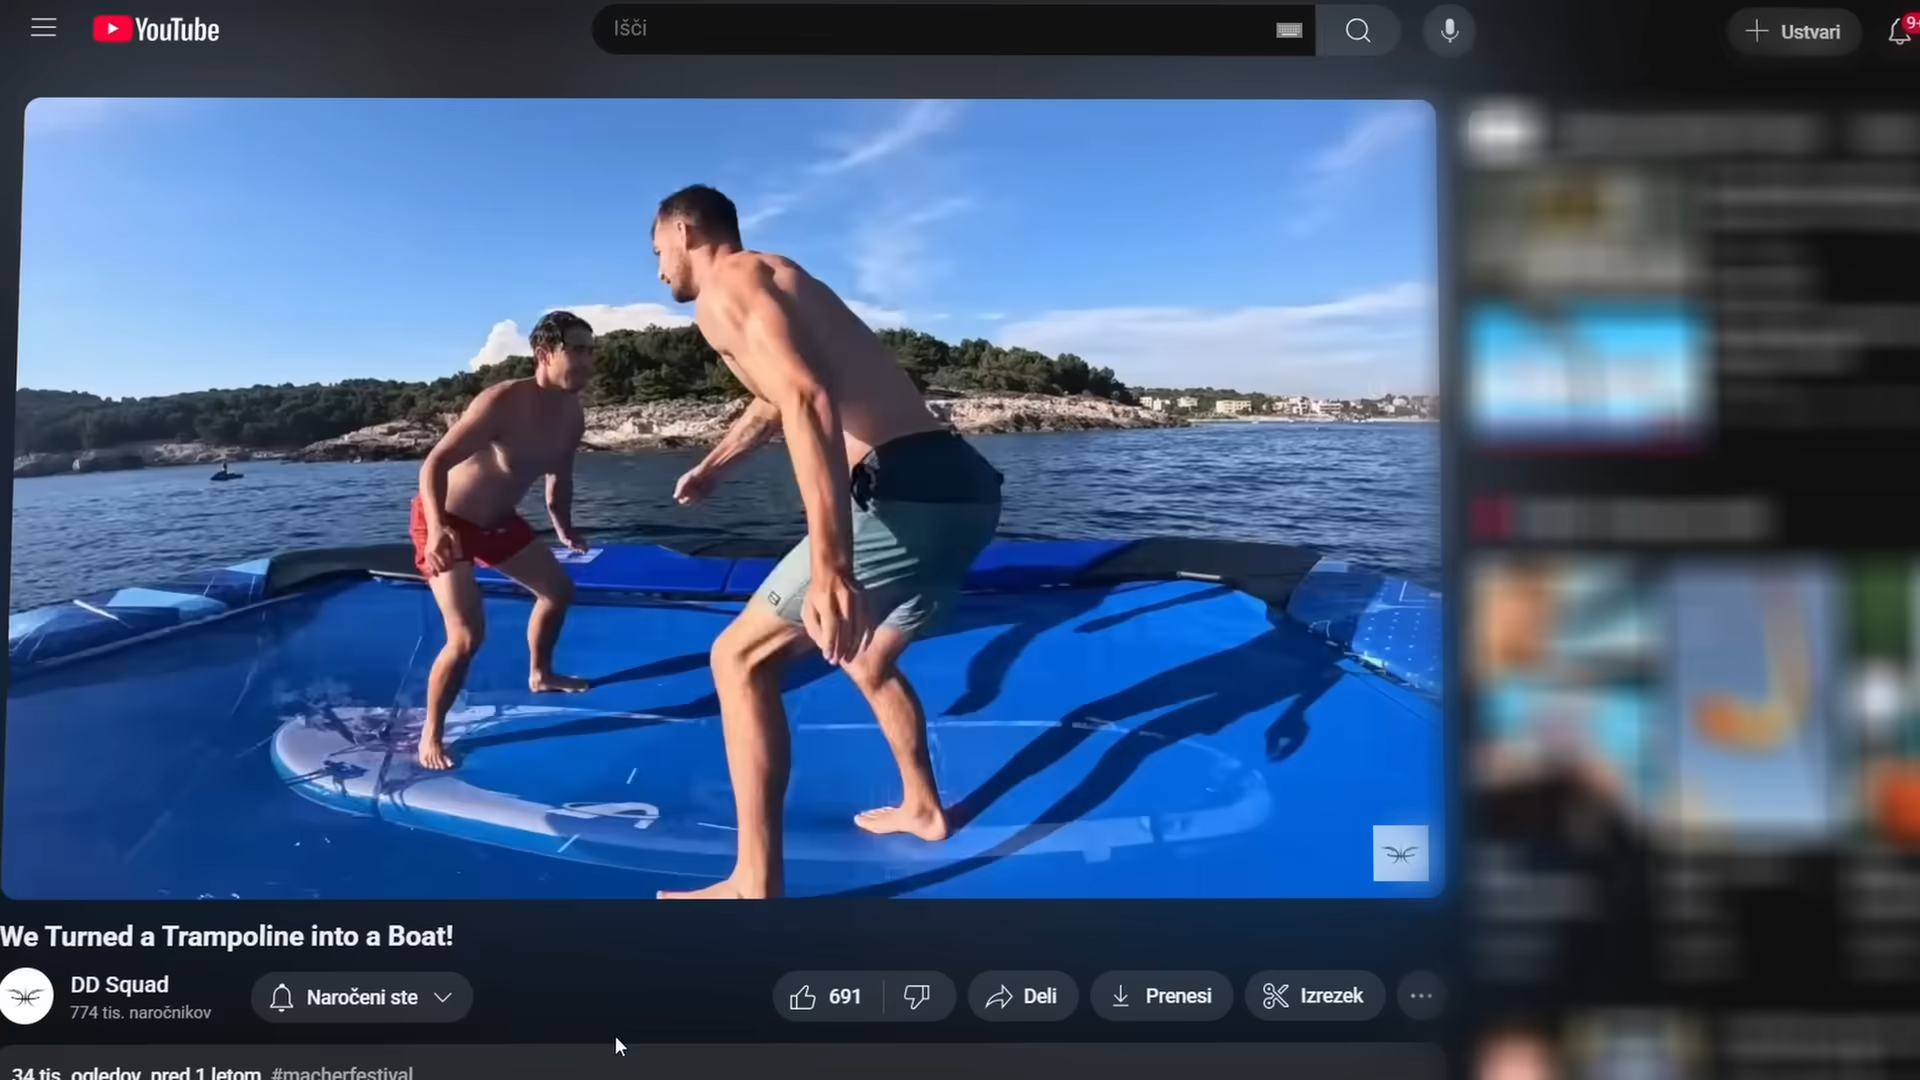 YouTube
Išči
Ustvari
9+
We Turned a Trampoline into a Boat!
DD Squad
774 tis. naročnikov
Naročeni ste
691
Deli
Prenesi
Izrezek
34 tis. ogledov pred 1 letom #macherfestival